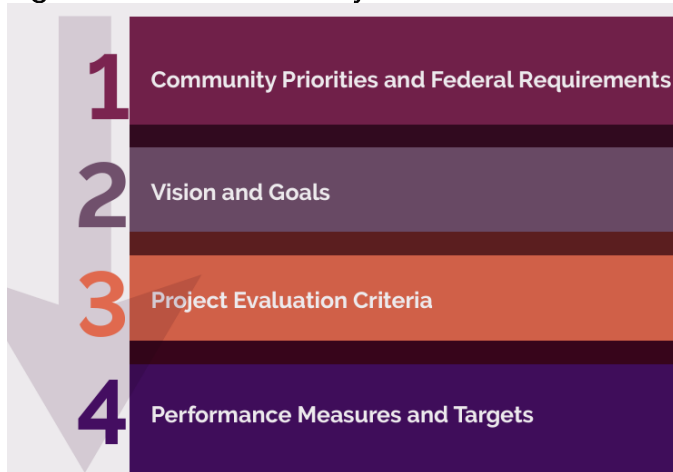 1 Community Priorities and Federal Requirements
2 Vision and Goals
3 Project Evaluation Criteria
4 Performance Measures and Targets